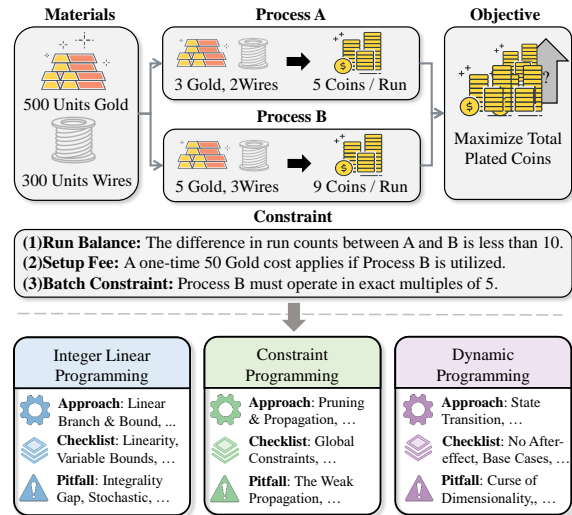 Materials
Process A
Objective
500 Units Gold
300 Units Wires
3 Gold, 2Wires
5 Coins / Run
Process B
5 Gold, 3Wires
9 Coins / Run
?
Maximize Total
Plated Coins
Constraint
(1)Run Balance: The difference in run counts between A and B is less than 10.
(2)Setup Fee: A one-time 50 Gold cost applies if Process B is utilized.
(3)Batch Constraint: Process B must operate in exact multiples of 5.
Integer Linear
Programming
Approach: Linear
Branch & Bound, ...
Checklist: Linearity,
Variable Bounds, ...
Pitfall: Integrality
Gap, Stochastic, ...
Constraint
Programming
Approach: Pruning
& Propagation, ...
Checklist: Global
Constraints, ...
Pitfall: The Weak
Propagation, ...
Dynamic
Programming
Approach: State
Transition, ...
Checklist: No After-
effect, Base Cases, ...
Pitfall: Curse of
Dimensionality,, ...